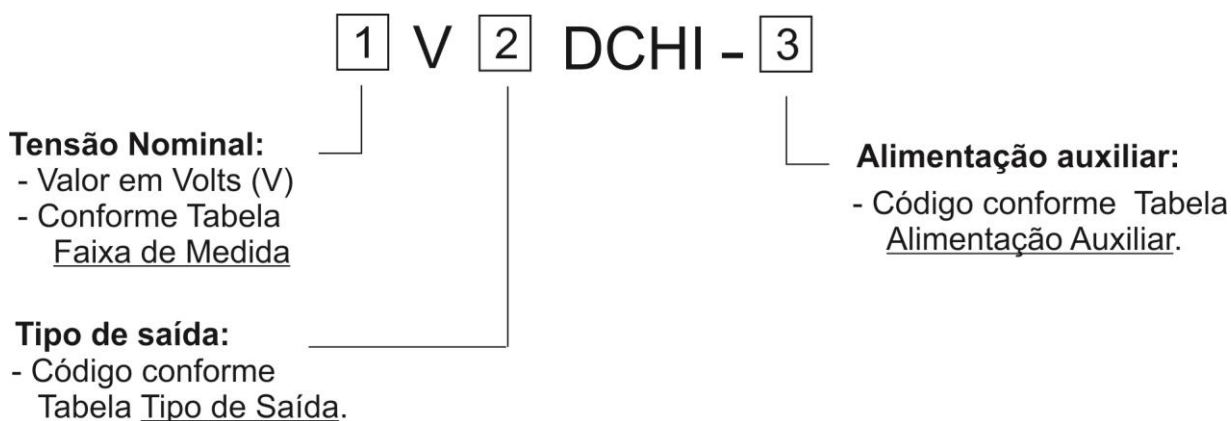 1 V 2 DCHI - 3
Tensão Nominal:
- Valor em Volts (V)
- Conforme Tabela
Faixa de Medida
Alimentação auxiliar:
- Código conforme Tabela
Alimentação Auxiliar.
Tipo de saída:
- Código conforme
Tabela Tipo de Saída.